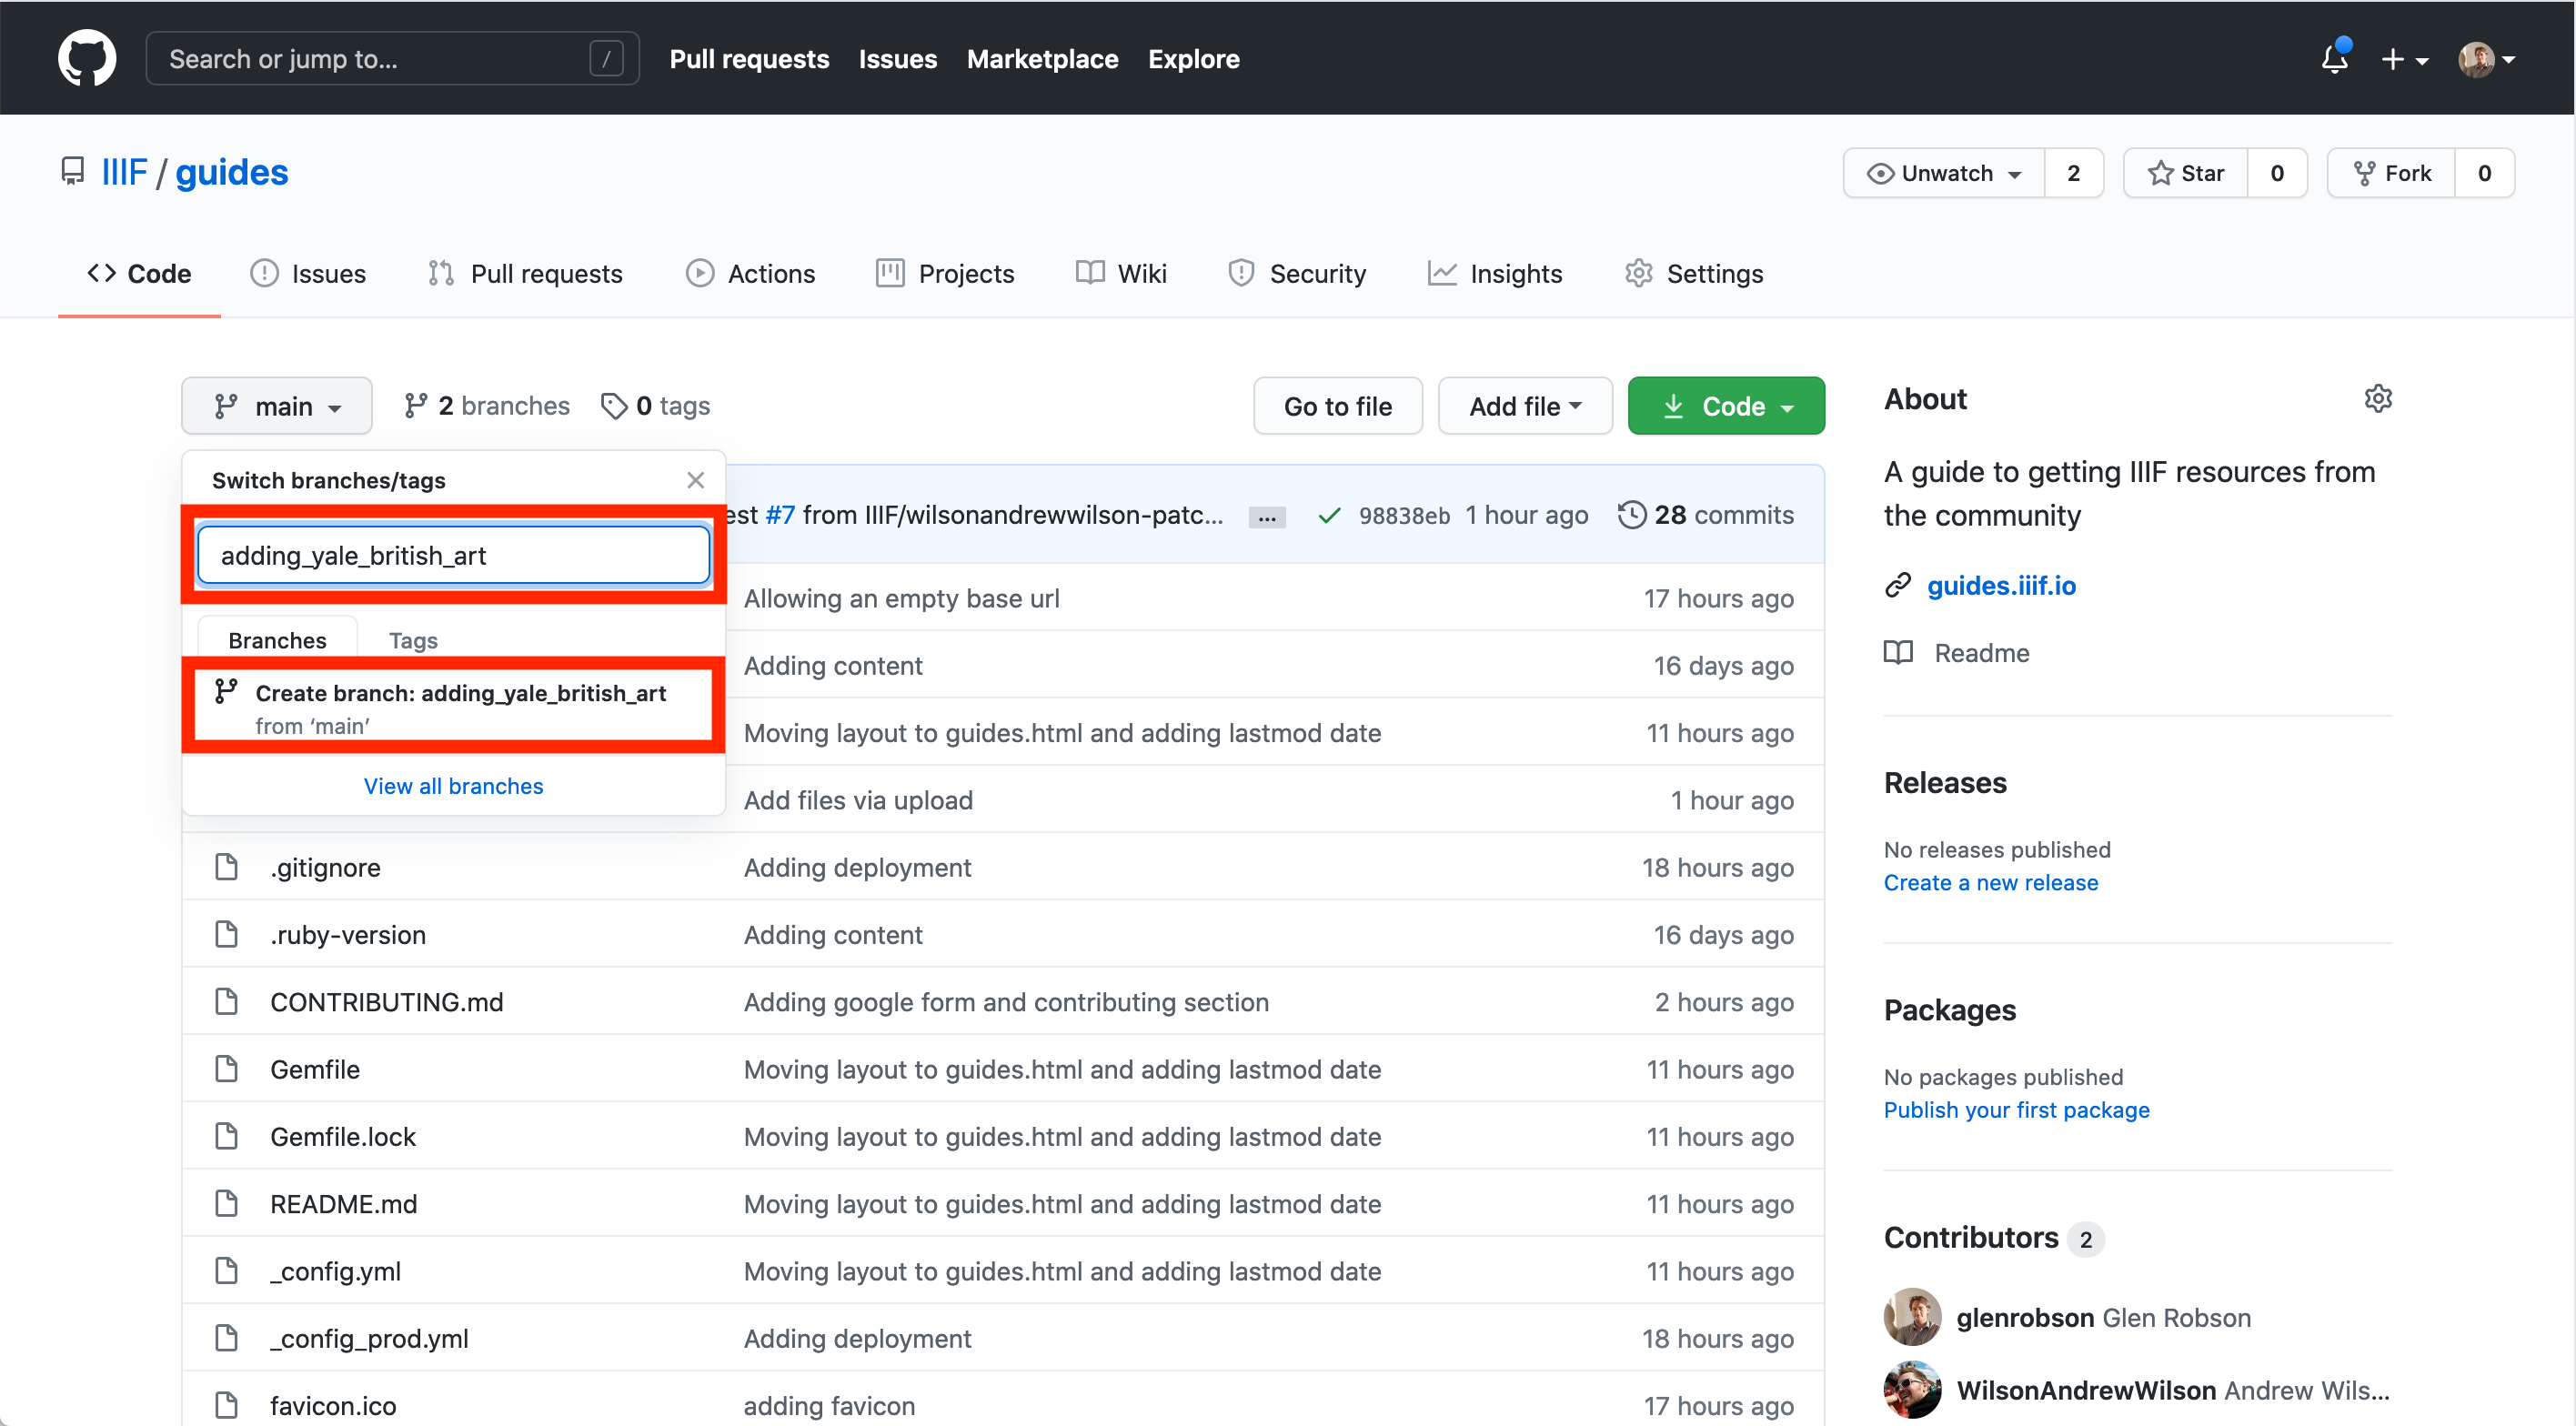 Search or jump to... /
Pull requests Issues Marketplace Explore
IIIF / guides
Unwatch 2 Star 0 Fork 0
Code Issues Pull requests Actions Projects Wiki Security Insights Settings
main 2 branches 0 tags
Go to file Add file Code
Switch branches/tags
adding_yale_british_art
Branches Tags
Create branch: adding_yale_british_art
from ‘main’
View all branches
est #7 from IIIF/wilsonandrewwilson-patc... ... 98838eb 1 hour ago 28 commits
Allowing an empty base url 17 hours ago
Adding content 16 days ago
Moving layout to guides.html and adding lastmod date 11 hours ago
Add files via upload 1 hour ago
.gitignore Adding deployment 18 hours ago
.ruby-version Adding content 16 days ago
CONTRIBUTING.md Adding google form and contributing section 2 hours ago
Gemfile Moving layout to guides.html and adding lastmod date 11 hours ago
Gemfile.lock Moving layout to guides.html and adding lastmod date 11 hours ago
README.md Moving layout to guides.html and adding lastmod date 11 hours ago
_config.yml Moving layout to guides.html and adding lastmod date 11 hours ago
_config_prod.yml Adding deployment 18 hours ago
favicon.ico adding favicon 17 hours ago
About
A guide to getting IIIF resources from
the community
guides.iiif.io
Readme
Releases
No releases published
Create a new release
Packages
No packages published
Publish your first package
Contributors 2
glenrobson Glen Robson
WilsonAndrewWilson Andrew Wils...